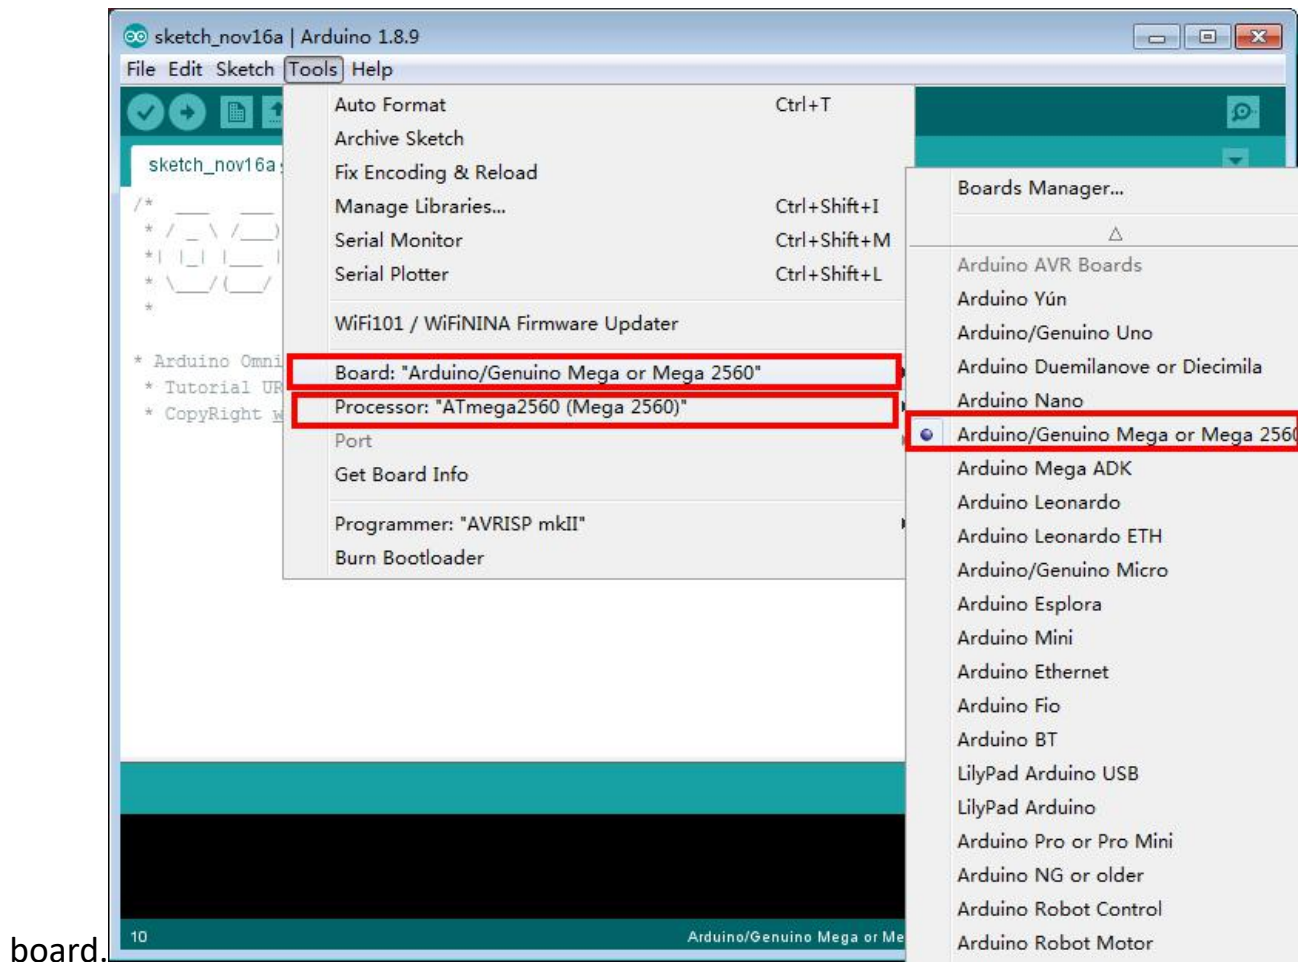 sketch_nov16a | Arduino 1.8.9
File Edit Sketch Tools Help
sketch_nov16a
/*
* Arduino Omni
* Tutorial UR
* CopyRight w
Auto Format Ctrl+T
Archive Sketch
Fix Encoding & Reload
Manage Libraries... Ctrl+Shift+I
Serial Monitor Ctrl+Shift+M
Serial Plotter Ctrl+Shift+L
WiFi101 / WiFiNINA Firmware Updater
Board: "Arduino/Genuino Mega or Mega 2560"
Processor: "ATmega2560 (Mega 2560)"
Port
Get Board Info
Programmer: "AVRISP mkII"
Burn Bootloader
Boards Manager...
Arduino AVR Boards
Arduino Yún
Arduino/Genuino Uno
Arduino Duemilanove or Diecimila
Arduino Nano
Arduino/Genuino Mega or Mega 2560
Arduino Mega ADK
Arduino Leonardo
Arduino Leonardo ETH
Arduino/Genuino Micro
Arduino Esplora
Arduino Mini
Arduino Ethernet
Arduino Fio
Arduino BT
LilyPad Arduino USB
LilyPad Arduino
Arduino Pro or Pro Mini
Arduino NG or older
Arduino Robot Control
Arduino Robot Motor
10 Arduino/Genuino Mega or Me
board.